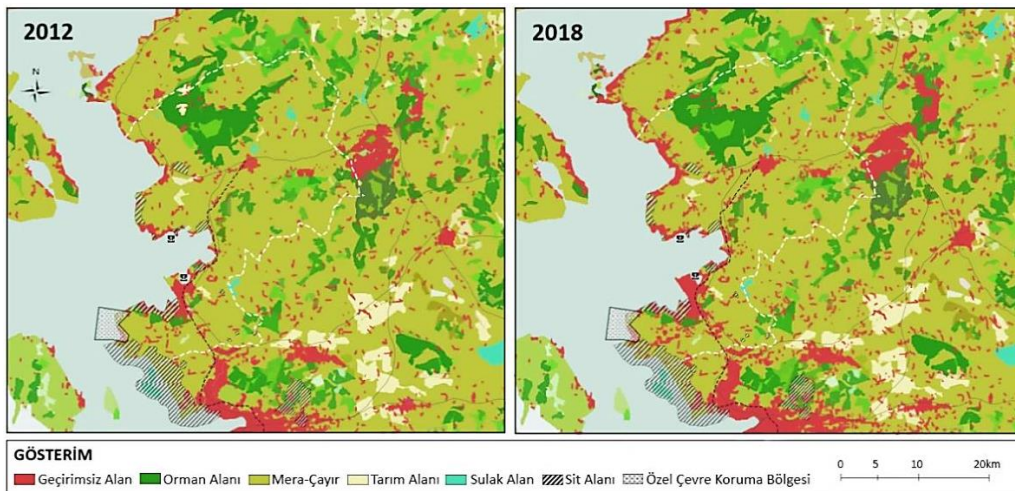 2012
N
2018
GÖSTERİM
Geçirimsiz Alan Orman Alanı Mera-Çayır Tarım Alanı Sulak Alan Sit Alanı Özel Çevre Koruma Bölgesi
0 5 10 20km